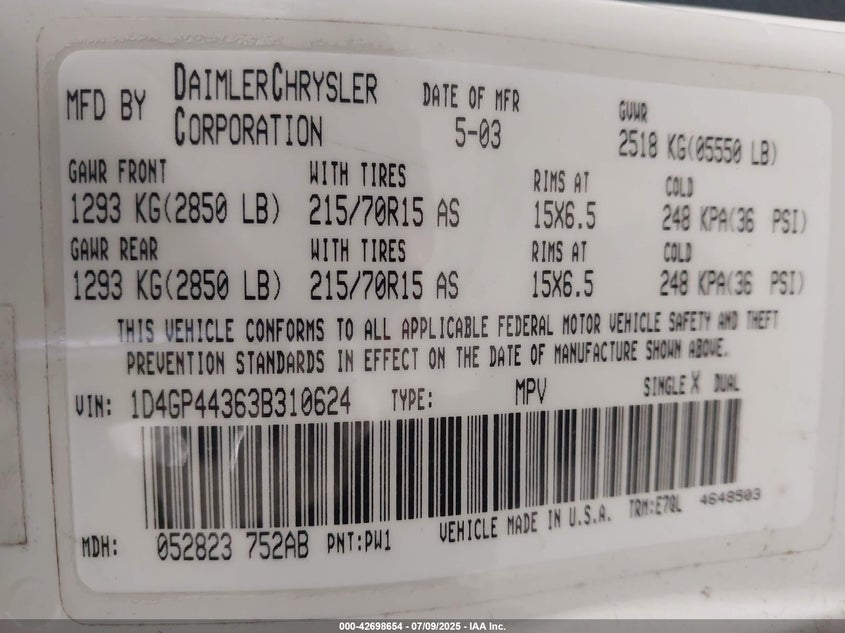 MFD BY DAIMLERCHRYSLER CORPORATION DATE OF MFR 5-03 GVWR 2518 KG(05550 LB)
GAWR FRONT WITH TIRES RIMS AT COLD
1293 KG(2850 LB) 215/70R15 AS 15X6.5 248 KPA(36 PSI)
GAWR REAR WITH TIRES RIMS AT COLD
1293 KG(2850 LB) 215/70R15 AS 15X6.5 248 KPA(36 PSI)
THIS VEHICLE CONFORMS TO ALL APPLICABLE FEDERAL MOTOR VEHICLE SAFETY AND THEFT
PREVENTION STANDARDS IN EFFECT ON THE DATE OF MANUFACTURE SHOWN ABOVE.
VIN: 1D4GP44363B310624 TYPE: MPV SINGLE X DUAL
MDH: 052823 752AB PNT:PW1 VEHICLE MADE IN U.S.A. TRM:E7QL 4648503
000-42698654 / 07/09/2025 - IAA Inc.